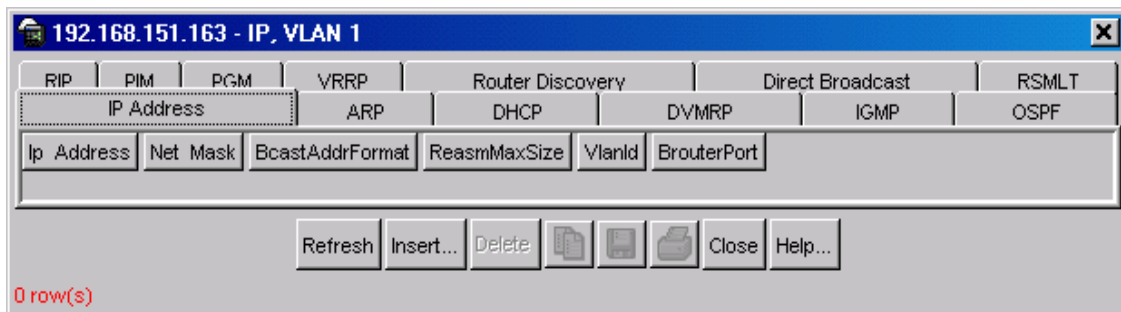 192.168.151.163 - IP, VLAN 1
RIP PIM PGM VRRP Router Discovery Direct Broadcast RSMLT
IP Address ARP DHCP DVMRP IGMP OSPF
Ip Address Net Mask BcastAddrFormat ReasmMaxSize VlanId BrouterPort
Refresh Insert... Delete Close Help...
0 row(s)